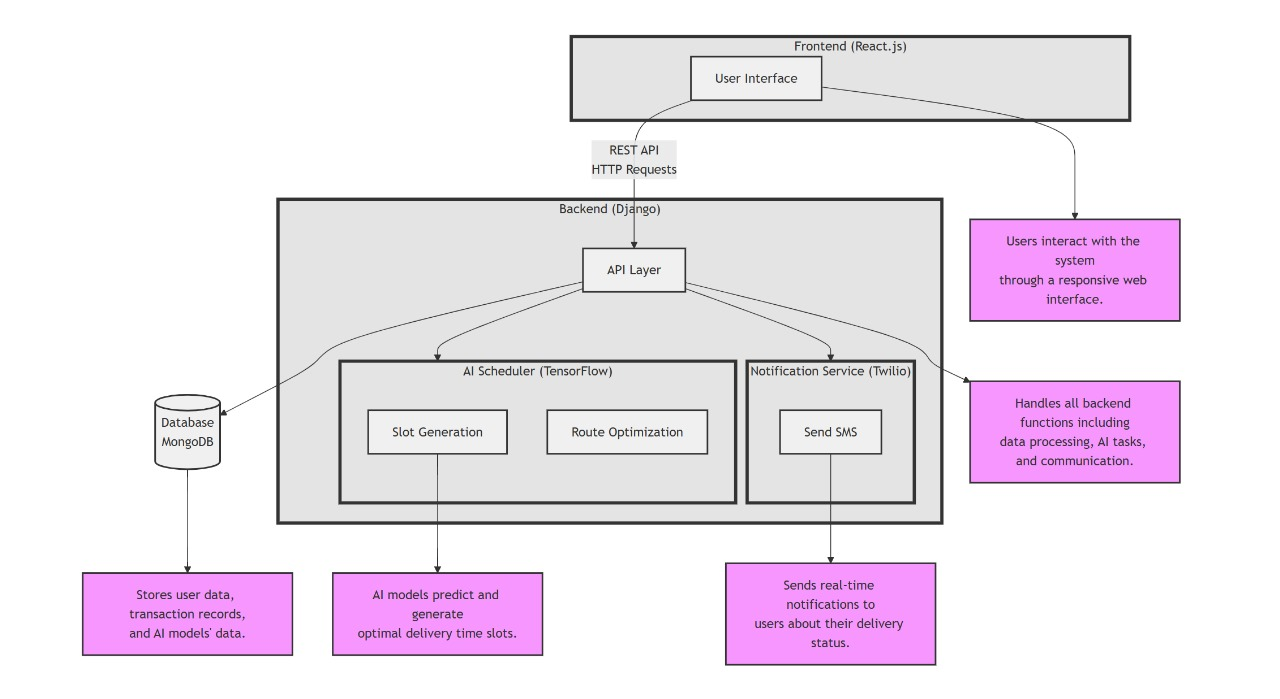 Frontend (React.js)
User Interface
REST API
HTTP Requests
Backend (Django)
API Layer
Users interact with the
system
through a responsive web
interface.
AI Scheduler (TensorFlow)
Notification Service (Twilio)
Database
MongoDB
Slot Generation
Route Optimization
Send SMS
Handles all backend
functions including
data processing, AI tasks,
and communication.
Stores user data,
transaction records,
and AI models' data.
AI models predict and
generate
optimal delivery time slots.
Sends real-time
notifications to
users about their delivery
status.